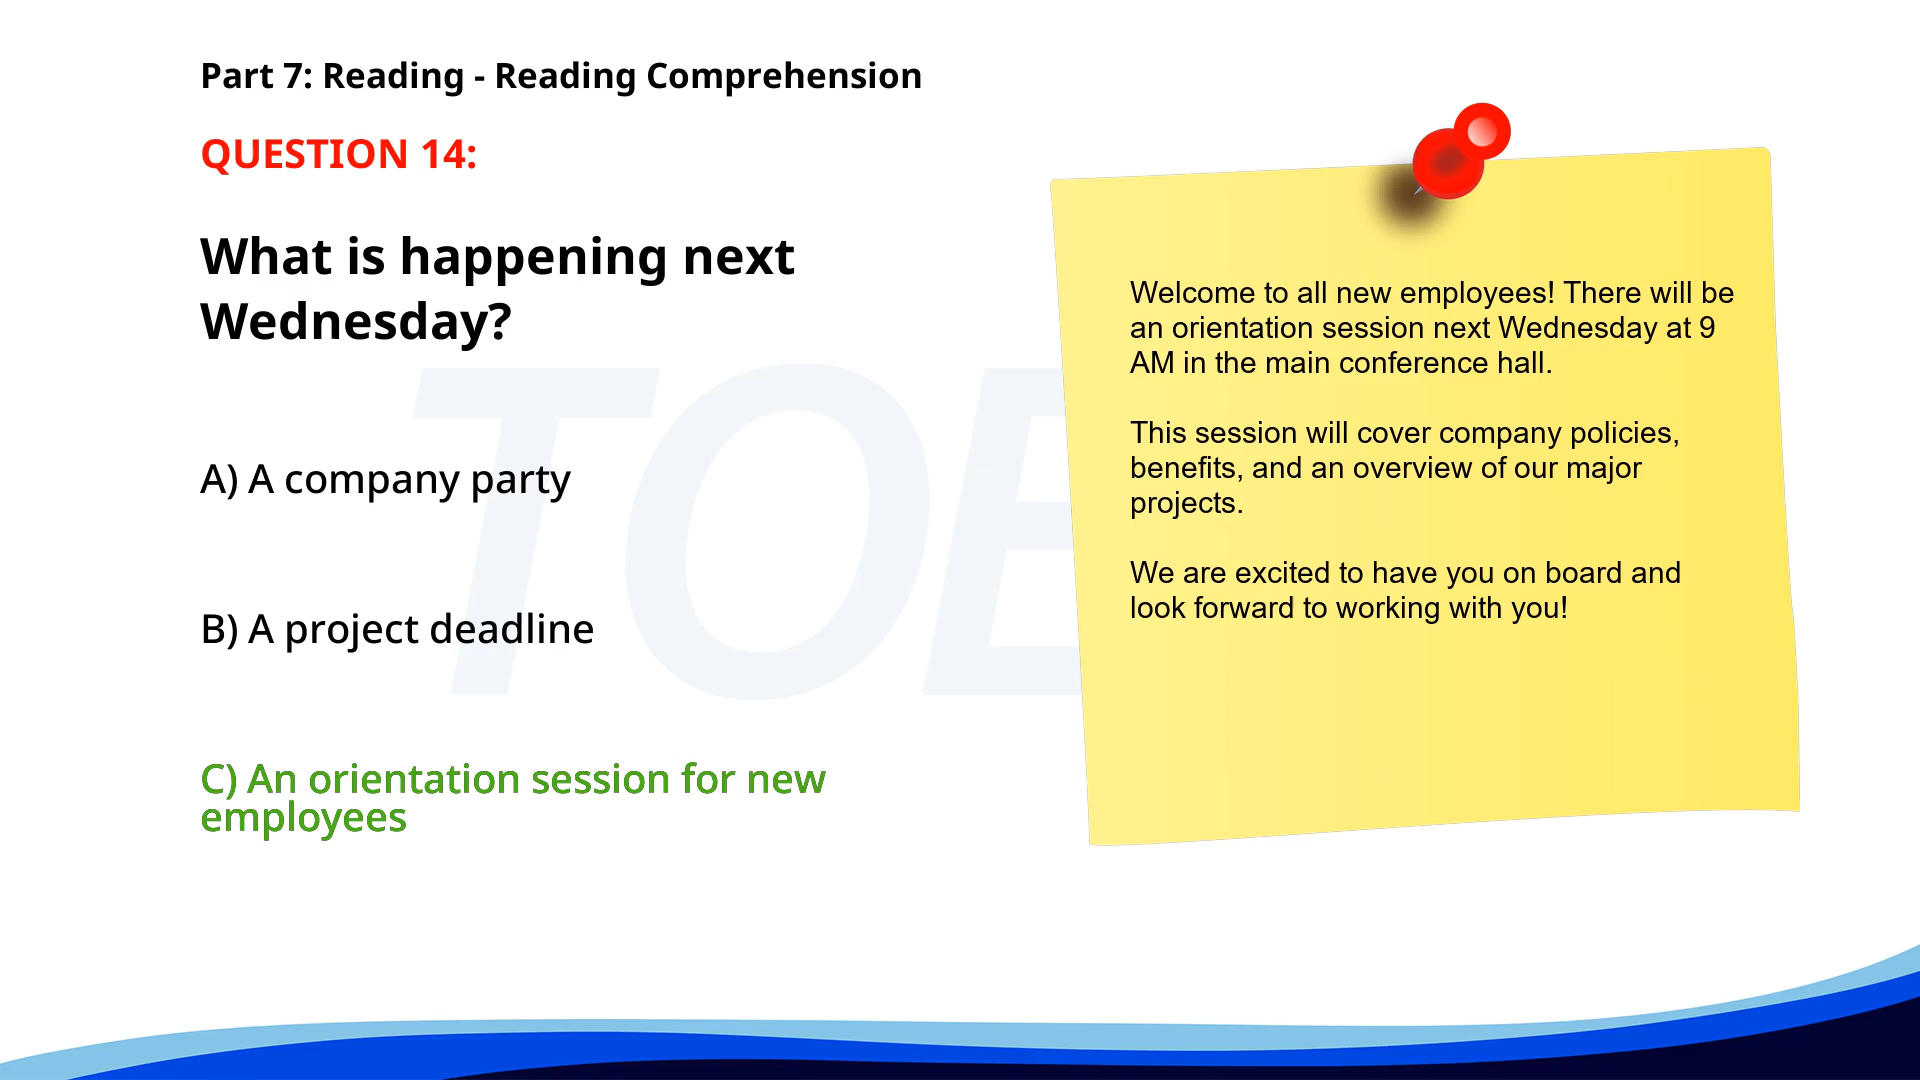 Part 7: Reading - Reading Comprehension
QUESTION 14:
What is happening next
Wednesday?
A) A company party
B) A project deadline
C) An orientation session for new
employees
Welcome to all new employees! There will be
an orientation session next Wednesday at 9
AM in the main conference hall.
This session will cover company policies,
benefits, and an overview of our major
projects.
We are excited to have you on board and
look forward to working with you!